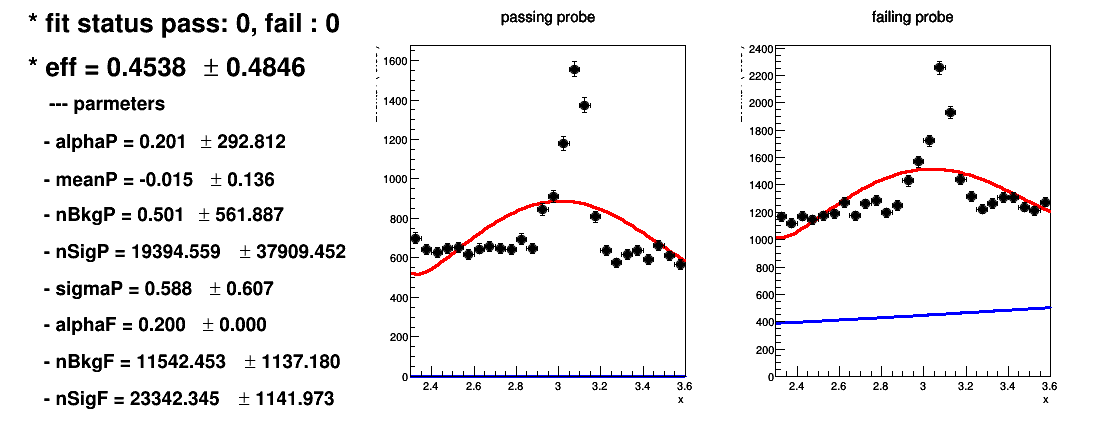 * fit status pass: 0, fail : 0
* eff = 0.4538 ± 0.4846
--- parmeters
- alphaP = 0.201 ± 292.812
- meanP = -0.015 ± 0.136
- nBkgP = 0.501 ± 561.887
- nSigP = 19394.559 ± 37909.452
- sigmaP = 0.588 ± 0.607
- alphaF = 0.200 ± 0.000
- nBkgF = 11542.453 ± 1137.180
- nSigF = 23342.345 ± 1141.973
passing probe
1600
1400
1200
1000
800
600
400
200
0
2.4 2.6 2.8 3 3.2 3.4 3.6
x
failing probe
2400
2200
2000
1800
1600
1400
1200
1000
800
600
400
200
0
2.4 2.6 2.8 3 3.2 3.4 3.6
x